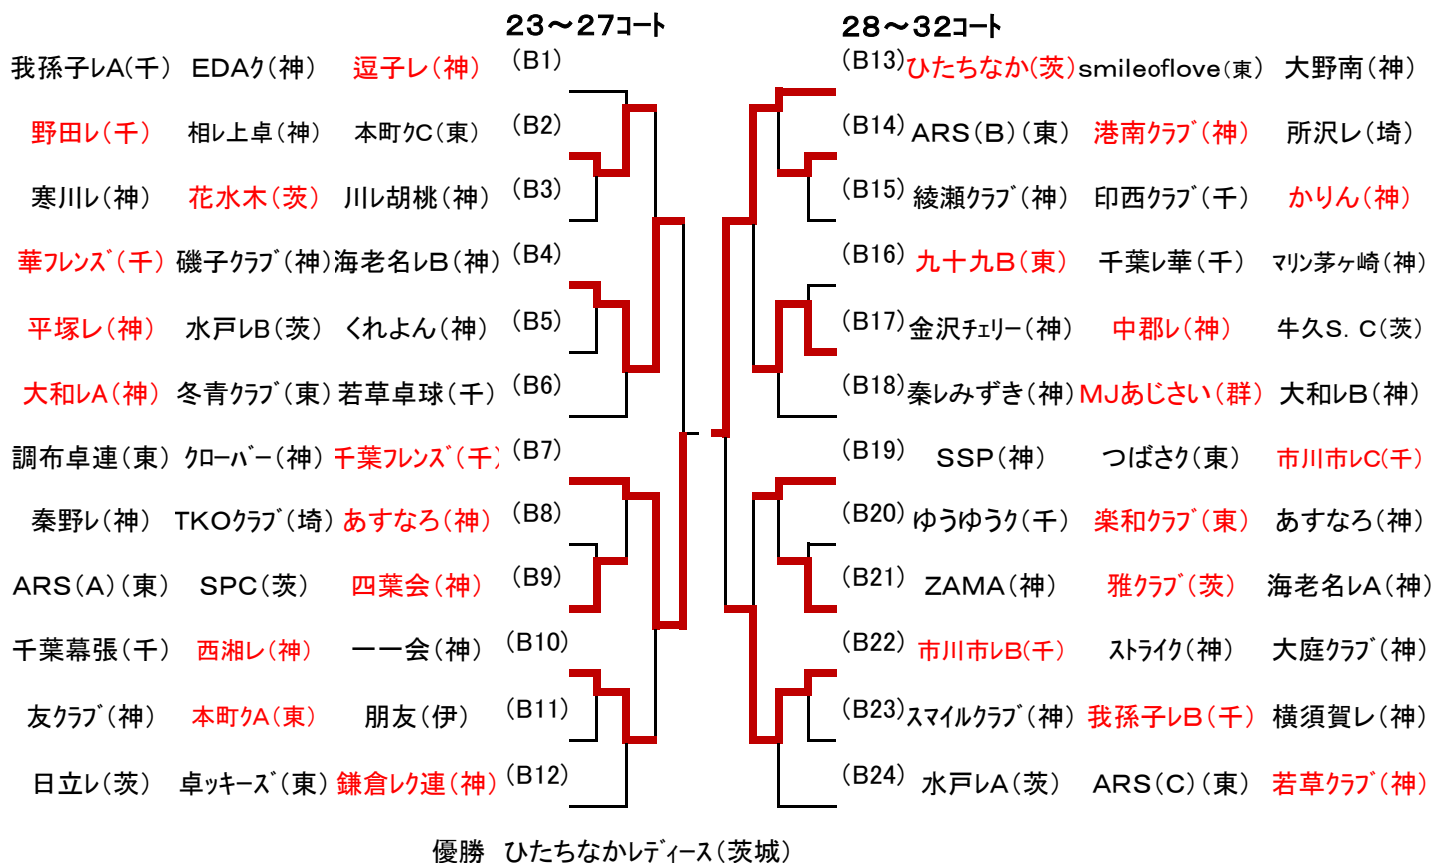 23～27ｺｰﾄ 28～32ｺｰﾄ
我孫子ﾚA(千) EDAｸ(神) 逗子ﾚ(神) (B1) (B13) ひたちなか(茨) smileoflove(東) 大野南(神)
野田ﾚ(千) 相ﾚ上卓(神) 本町ｸC(東) (B2) (B14) ARS(B)(東) 港南ｸﾗﾌﾞ(神) 所沢ﾚ(埼)
寒川ﾚ(神) 花水木(茨) 川ﾚ胡桃(神) (B3) (B15) 綾瀬ｸﾗﾌﾞ(神) 印西ｸﾗﾌﾞ(千) かりん(神)
華ﾌﾚﾝｽﾞ(千) 磯子ｸﾗﾌﾞ(神) 海老名ﾚB(神) (B4) (B16) 九十九B(東) 千葉ﾚ華(千) ﾏﾘﾝ茅ヶ崎(神)
平塚ﾚ(神) 水戸ﾚB(茨) くれよん(神) (B5) (B17) 金沢ﾁｪﾘｰ(神) 中郡ﾚ(神) 牛久S. C(茨)
大和ﾚA(神) 冬青ｸﾗﾌﾞ(東) 若草卓球(千) (B6) (B18) 秦ﾚみずき(神) MJあじさい(群) 大和ﾚB(神)
調布卓連(東) ｸﾛｰﾊﾞｰ(神) 千葉ﾌﾚﾝｽﾞ(千) (B7) (B19) SSP(神) つばさｸ(東) 市川市ﾚC(千)
秦野ﾚ(神) TKOｸﾗﾌﾞ(埼) あすなろ(神) (B8) (B20) ゆうゆうｸ(千) 楽和ｸﾗﾌﾞ(東) あすなろ(神)
ARS(A)(東) SPC(茨) 四葉会(神) (B9) (B21) ZAMA(神) 雅ｸﾗﾌﾞ(茨) 海老名ﾚA(神)
千葉幕張(千) 西湘ﾚ(神) 一一会(神) (B10) (B22) 市川市ﾚB(千) ｽﾄﾗｲｸ(神) 大庭ｸﾗﾌﾞ(神)
友ｸﾗﾌﾞ(神) 本町ｸA(東) 朋友(伊) (B11) (B23) ｽﾏｲﾙｸﾗﾌﾞ(神) 我孫子ﾚB(千) 横須賀ﾚ(神)
日立ﾚ(茨) 卓ｯｷｰｽﾞ(東) 鎌倉ﾚｸ連(神) (B12) (B24) 水戸ﾚA(茨) ARS(C)(東) 若草ｸﾗﾌﾞ(神)
優勝 ひたちなかﾚﾃﾞｨｰｽ(茨城)